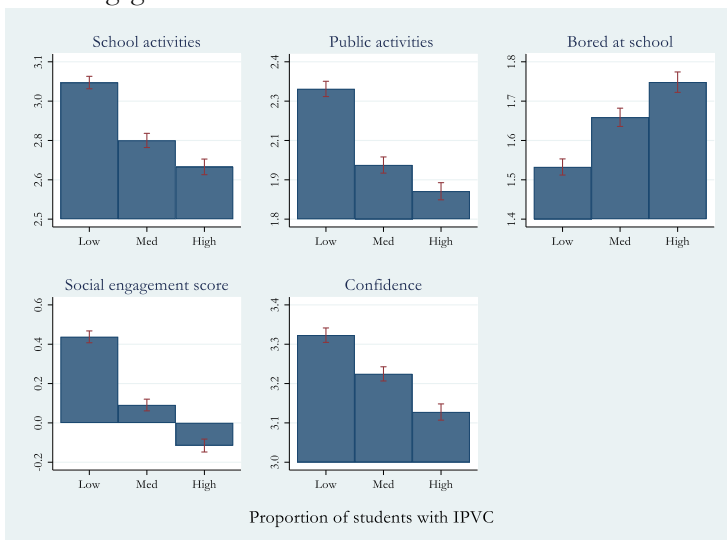 School activities
3.1
3.0
2.8
2.6
2.5
Low Med High
Public activities
2.4
2.3
2.1
1.9
1.8
Low Med High
Bored at school
1.8
1.7
1.6
1.5
1.4
Low Med High
Social engagement score
0.6
0.4
0.2
0.0
-0.2
Low Med High
Confidence
3.4
3.3
3.2
3.1
3.0
Low Med High
Proportion of students with IPVC